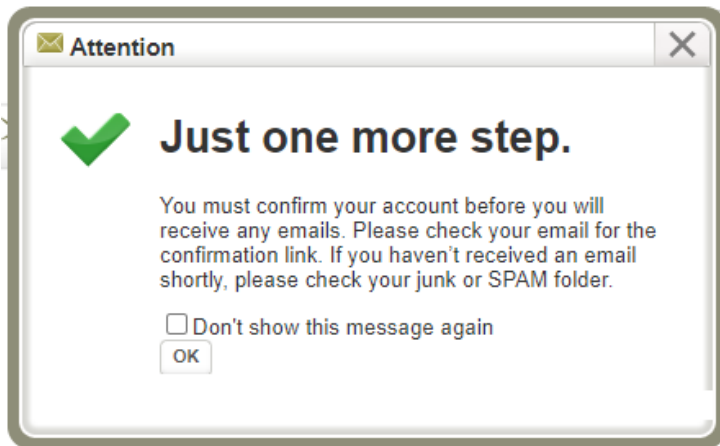 Attention
Just one more step.
You must confirm your account before you will
receive any emails. Please check your email for the
confirmation link. If you haven't received an email
shortly, please check your junk or SPAM folder.
Don't show this message again
OK